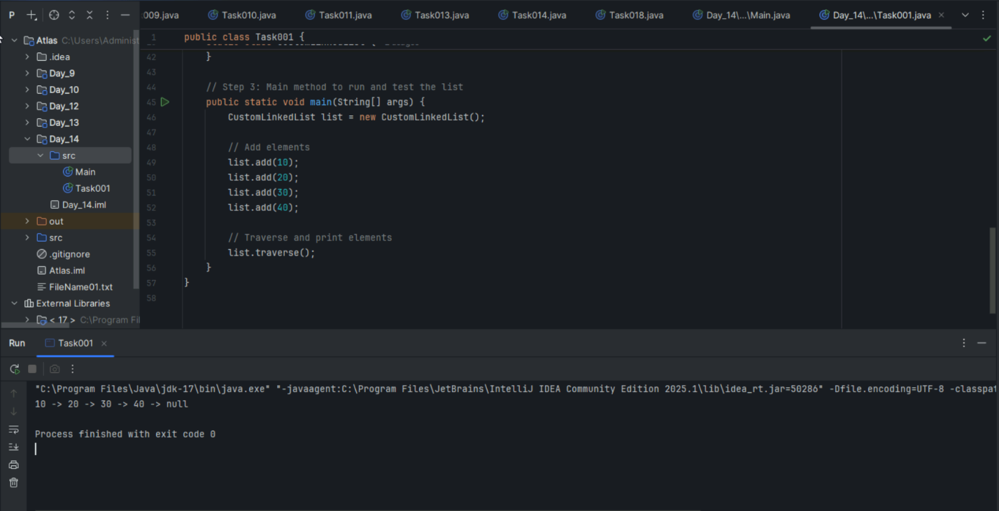 P
:009.java
Task010.java
Task011.java
Task013.java
Task014.java
Task018.java
Day_14\...\Main.java
Day_14\...\Task001.java
Atlas C:\Users\Administ
.idea
Day_9
Day_10
Day_12
Day_13
Day_14
src
Main
Task001
Day_14.iml
out
src
.gitignore
Atlas.iml
FileName01.txt
External Libraries
< 17 > C:\Program Fil
1 public class Task001 {
42 }
43
44 // Step 3: Main method to run and test the list
45 public static void main(String[] args) {
46 CustomLinkedList list = new CustomLinkedList();
47
48 // Add elements
49 list.add(10);
50 list.add(20);
51 list.add(30);
52 list.add(40);
53
54 // Traverse and print elements
55 list.traverse();
56 }
57 }
58
Run Task001
"C:\Program Files\Java\jdk-17\bin\java.exe" "-javaagent:C:\Program Files\JetBrains\IntelliJ IDEA Community Edition 2025.1\lib\idea_rt.jar=50286" -Dfile.encoding=UTF-8 -classpat
10 -> 20 -> 30 -> 40 -> null
Process finished with exit code 0